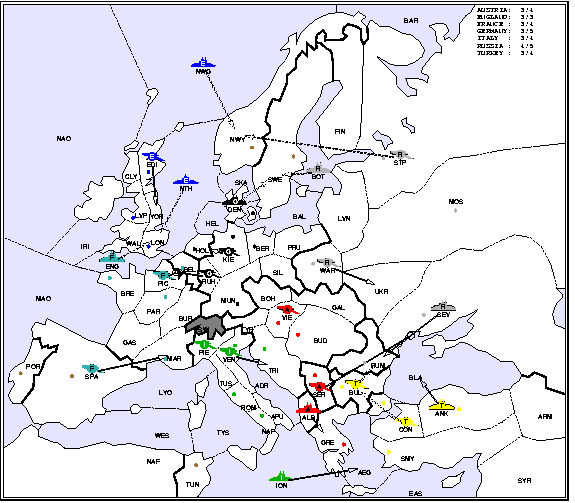 AUSTRIA: 3/4
ENGLAND: 3/3
FRANCE : 3/4
GERMANY: 3/5
ITALY : 3/4
RUSSIA : 4/5
TURKEY : 3/4
BAR
NWG
NAO
NWY
FIN
STP
EDI
CLY
SWE
BOT
NTH
SKA
DEN
MOS
LVP
YOR
HEL
BAL
LVN
IRI
WAL
LON
HOL
KIE
BER
PRU
ENG
BEL
RUH
SIL
WAR
PIC
UKR
NAO
BRE
PAR
MUN
BOH
GAL
VIE
SEV
BUR
GAS
BUD
RUM
PIE
VEN
MAR
TRI
POR
SPA
TUS
ADR
SER
BUL
BLA
LYO
ROM
APU
ALB
ANK
WES
TYS
NAP
GRE
CON
ARM
NAF
TUN
ION
AEG
SMY
EAS
SYR